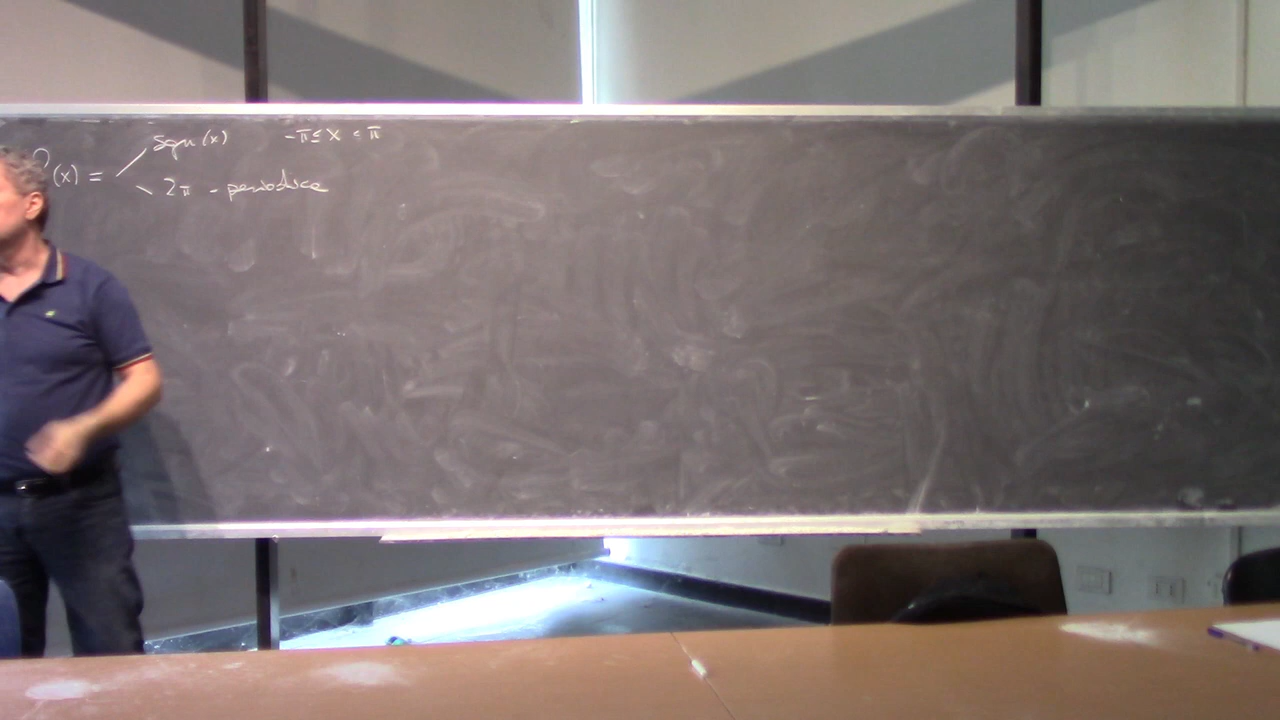 sgn(x) -π ≤ x < π
(x) =
2π - periodica